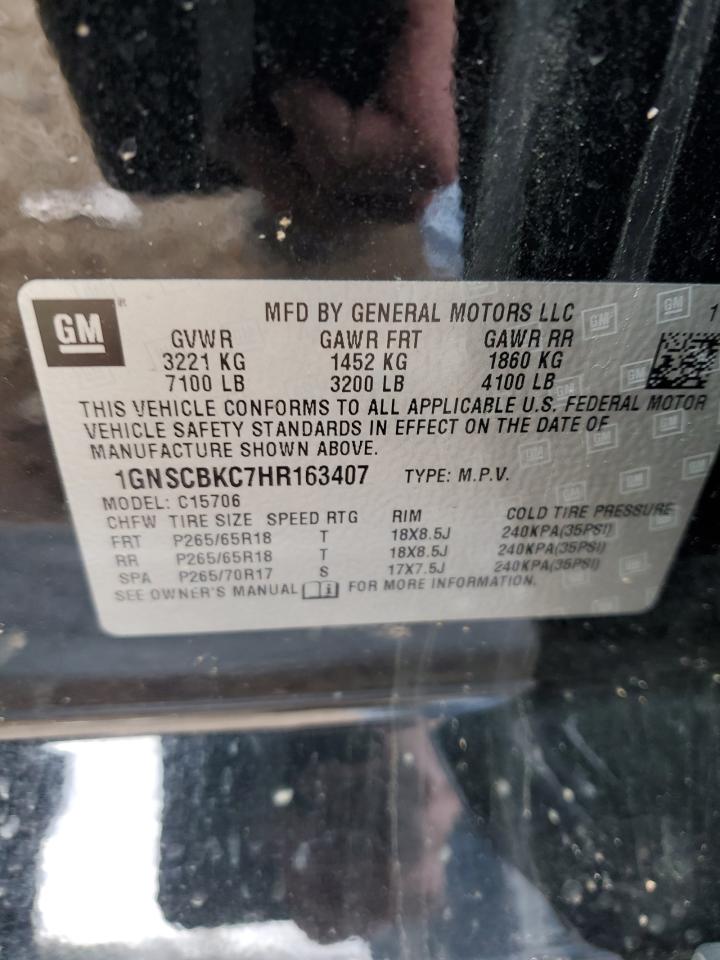 GM
MFD BY GENERAL MOTORS LLC
GVWR GAWR FRT GAWR RR
3221 KG 1452 KG 1860 KG
7100 LB 3200 LB 4100 LB
THIS VEHICLE CONFORMS TO ALL APPLICABLE U.S. FEDERAL MOTOR
VEHICLE SAFETY STANDARDS IN EFFECT ON THE DATE OF
MANUFACTURE SHOWN ABOVE.
1GNSCBKC7HR163407 TYPE: M.P.V.
MODEL: C15706
CHFW TIRE SIZE SPEED RTG RIM COLD TIRE PRESSURE
FRT P265/65R18 T 18X8.5J 240KPA(35PSI)
RR P265/65R18 T 18X8.5J 240KPA(35PSI)
SPA P265/70R17 S 17X7.5J 240KPA(35PSI)
SEE OWNER'S MANUAL FOR MORE INFORMATION.